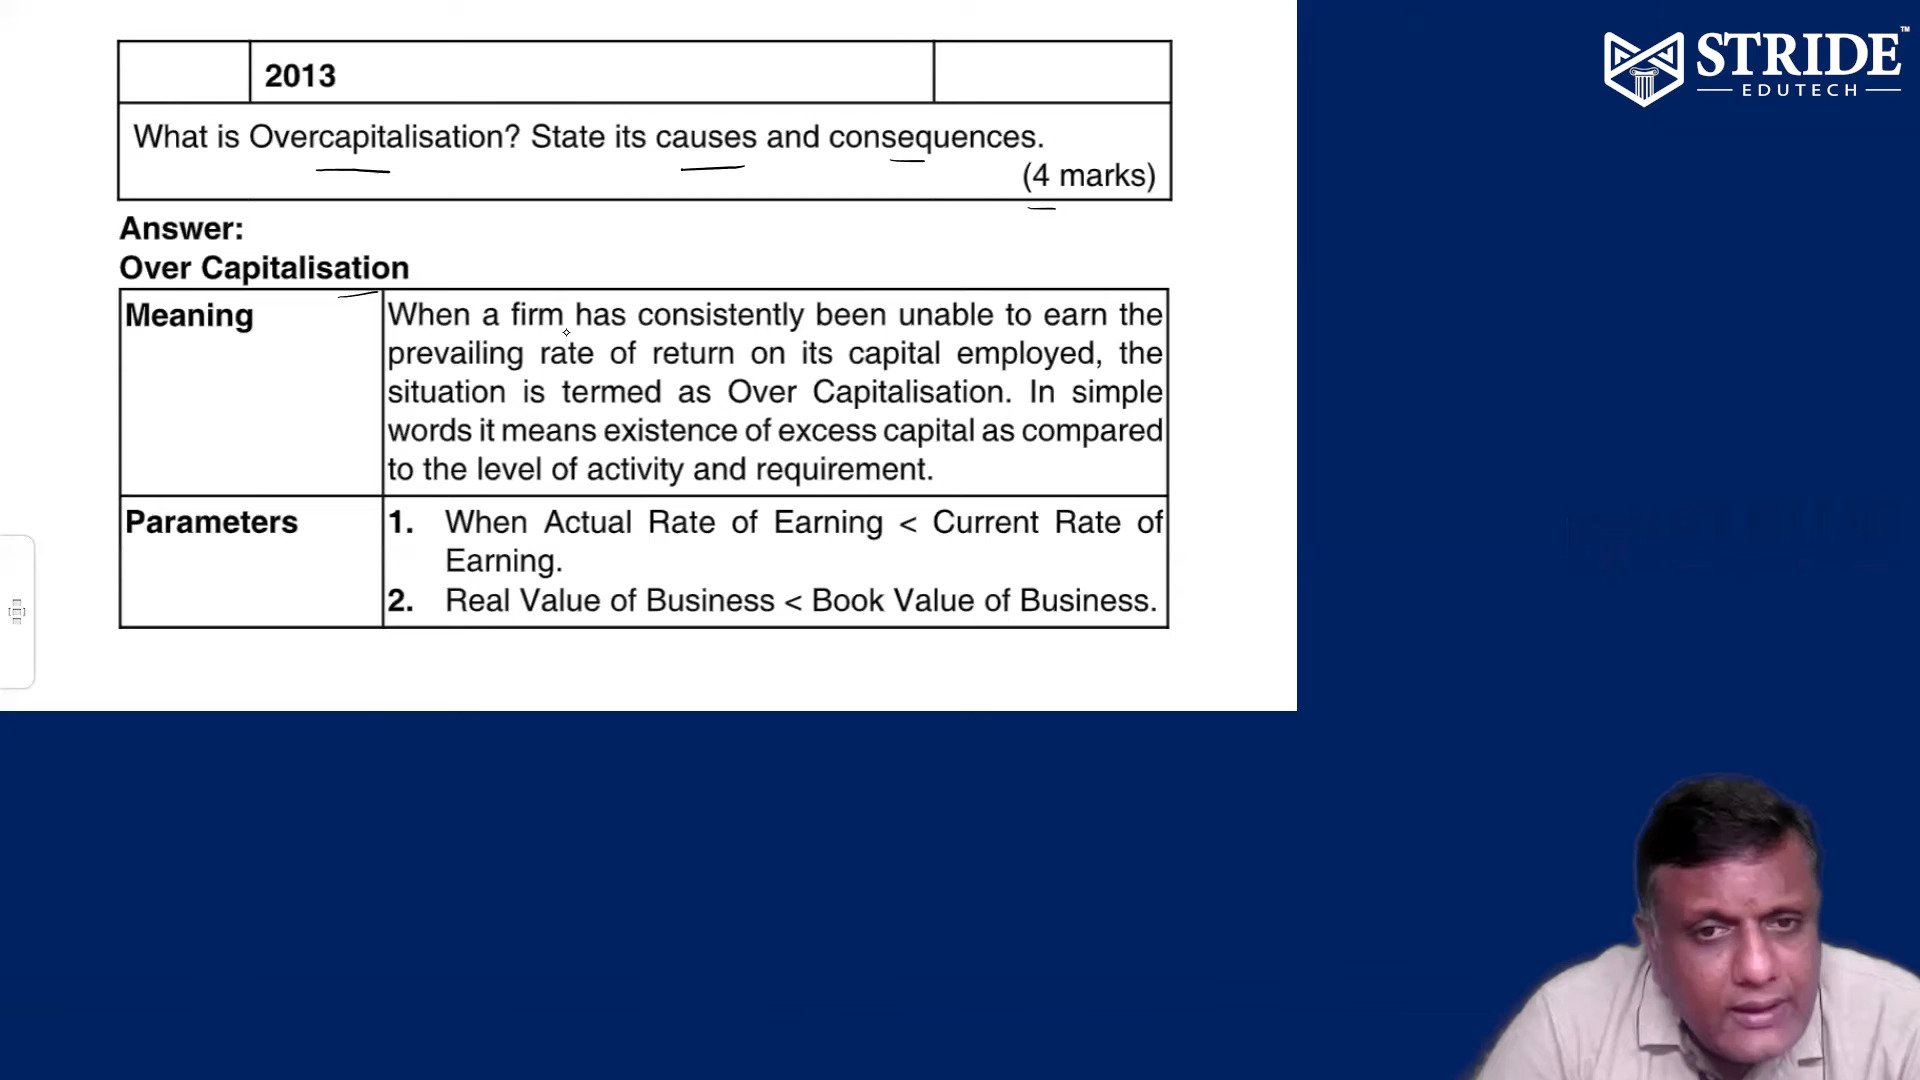 STRIDE™
EDUTECH
2013
What is Overcapitalisation? State its causes and consequences.
(4 marks)
Answer:
Over Capitalisation
Meaning
When a firm has consistently been unable to earn the
prevailing rate of return on its capital employed, the
situation is termed as Over Capitalisation. In simple
words it means existence of excess capital as compared
to the level of activity and requirement.
Parameters
1. When Actual Rate of Earning < Current Rate of
Earning.
2. Real Value of Business < Book Value of Business.